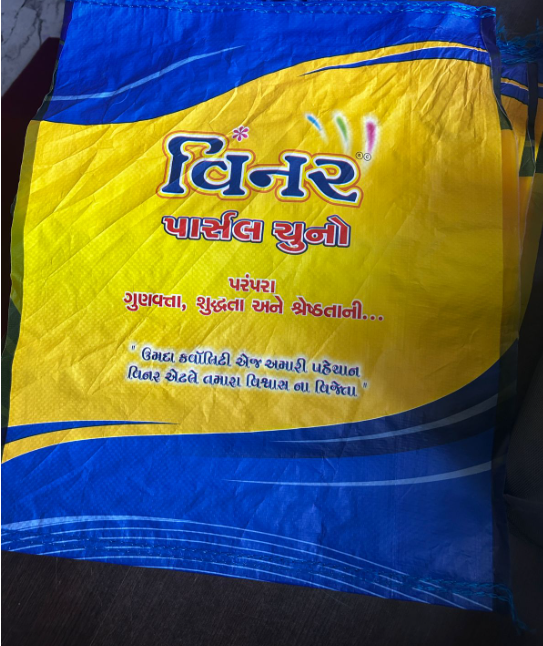 વિનર
પાર્સલ ચુનો
પરંપરા
ગુણવત્તા, શુદ્ધતા અને શ્રેષ્ઠતાની...
" ઉમદા ક્વૉલિટી એજ અમારી પહેચાન
વિનર એટલે તમારા વિશ્વાસ ના વિજેતા "